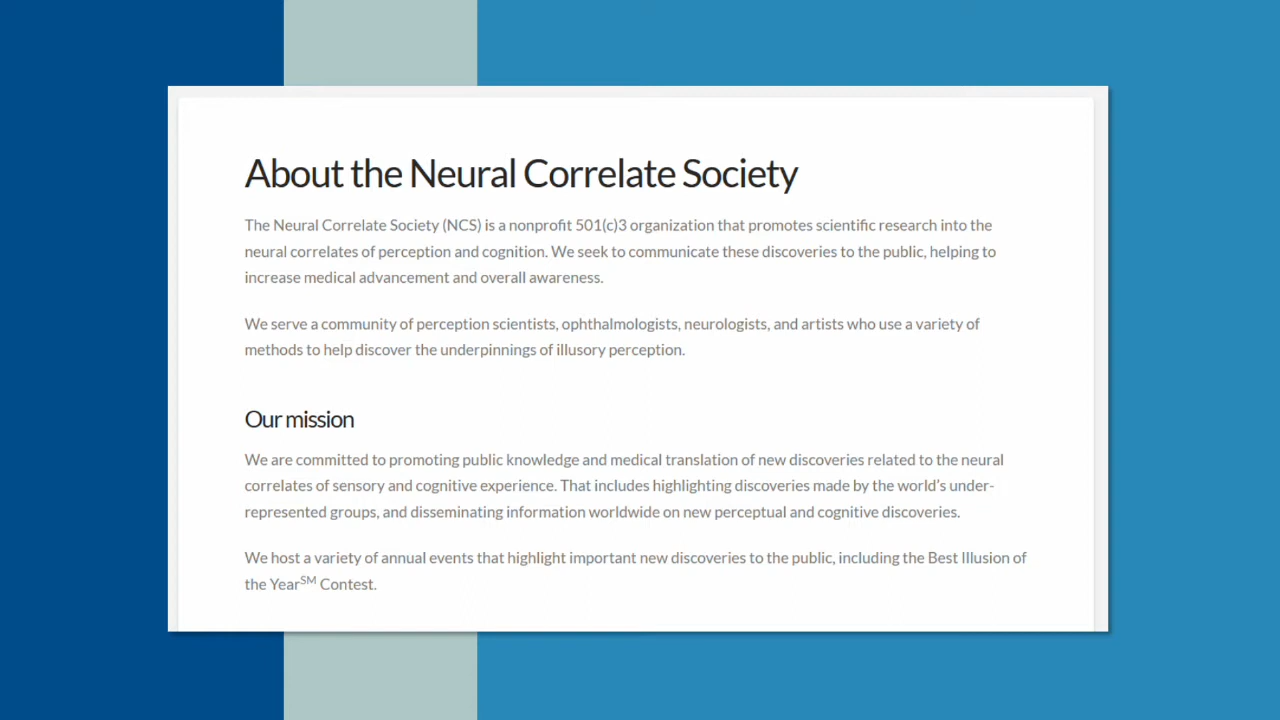 About the Neural Correlate Society
The Neural Correlate Society (NCS) is a nonprofit 501(c)3 organization that promotes scientific research into the
neural correlates of perception and cognition. We seek to communicate these discoveries to the public, helping to
increase medical advancement and overall awareness.
We serve a community of perception scientists, ophthalmologists, neurologists, and artists who use a variety of
methods to help discover the underpinnings of illusory perception.
Our mission
We are committed to promoting public knowledge and medical translation of new discoveries related to the neural
correlates of sensory and cognitive experience. That includes highlighting discoveries made by the world’s under-
represented groups, and disseminating information worldwide on new perceptual and cognitive discoveries.
We host a variety of annual events that highlight important new discoveries to the public, including the Best Illusion of
the Year℠ Contest.